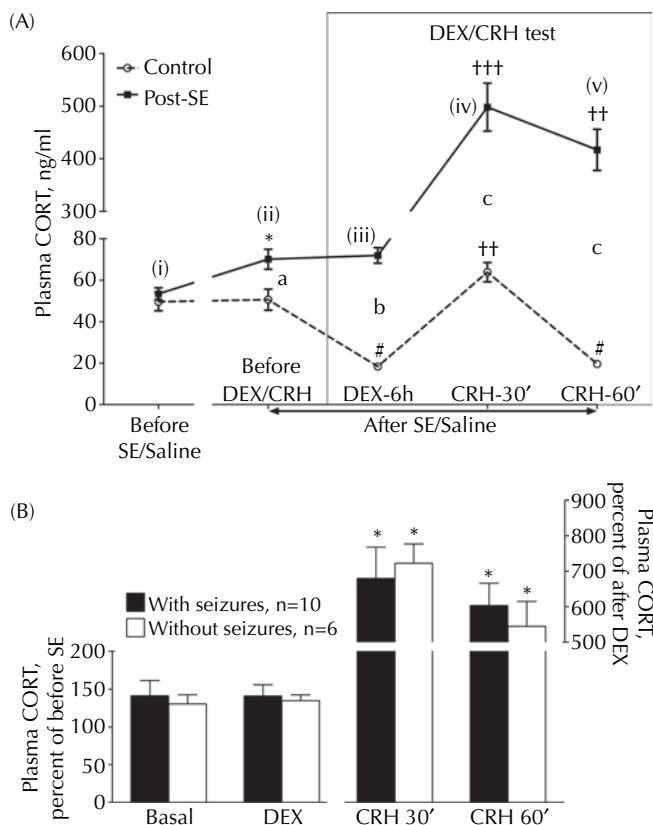 (A)
DEX/CRH test
Control
Post-SE
Plasma CORT, ng/ml
600
500
400
300
80
60
40
20
0
(i)
(ii)
*
a
(iii)
b
#
(iv)
†††
c
††
(v)
††
c
#
Before
DEX/CRH
DEX-6h
CRH-30′
CRH-60′
Before
SE/Saline
After SE/Saline
(B)
With seizures, n=10
Without seizures, n=6
Plasma CORT,
percent of before SE
200
150
100
50
0
* * * *
900
800
700
600
500
Plasma CORT,
percent of after DEX
Basal
DEX
CRH 30′
CRH 60′